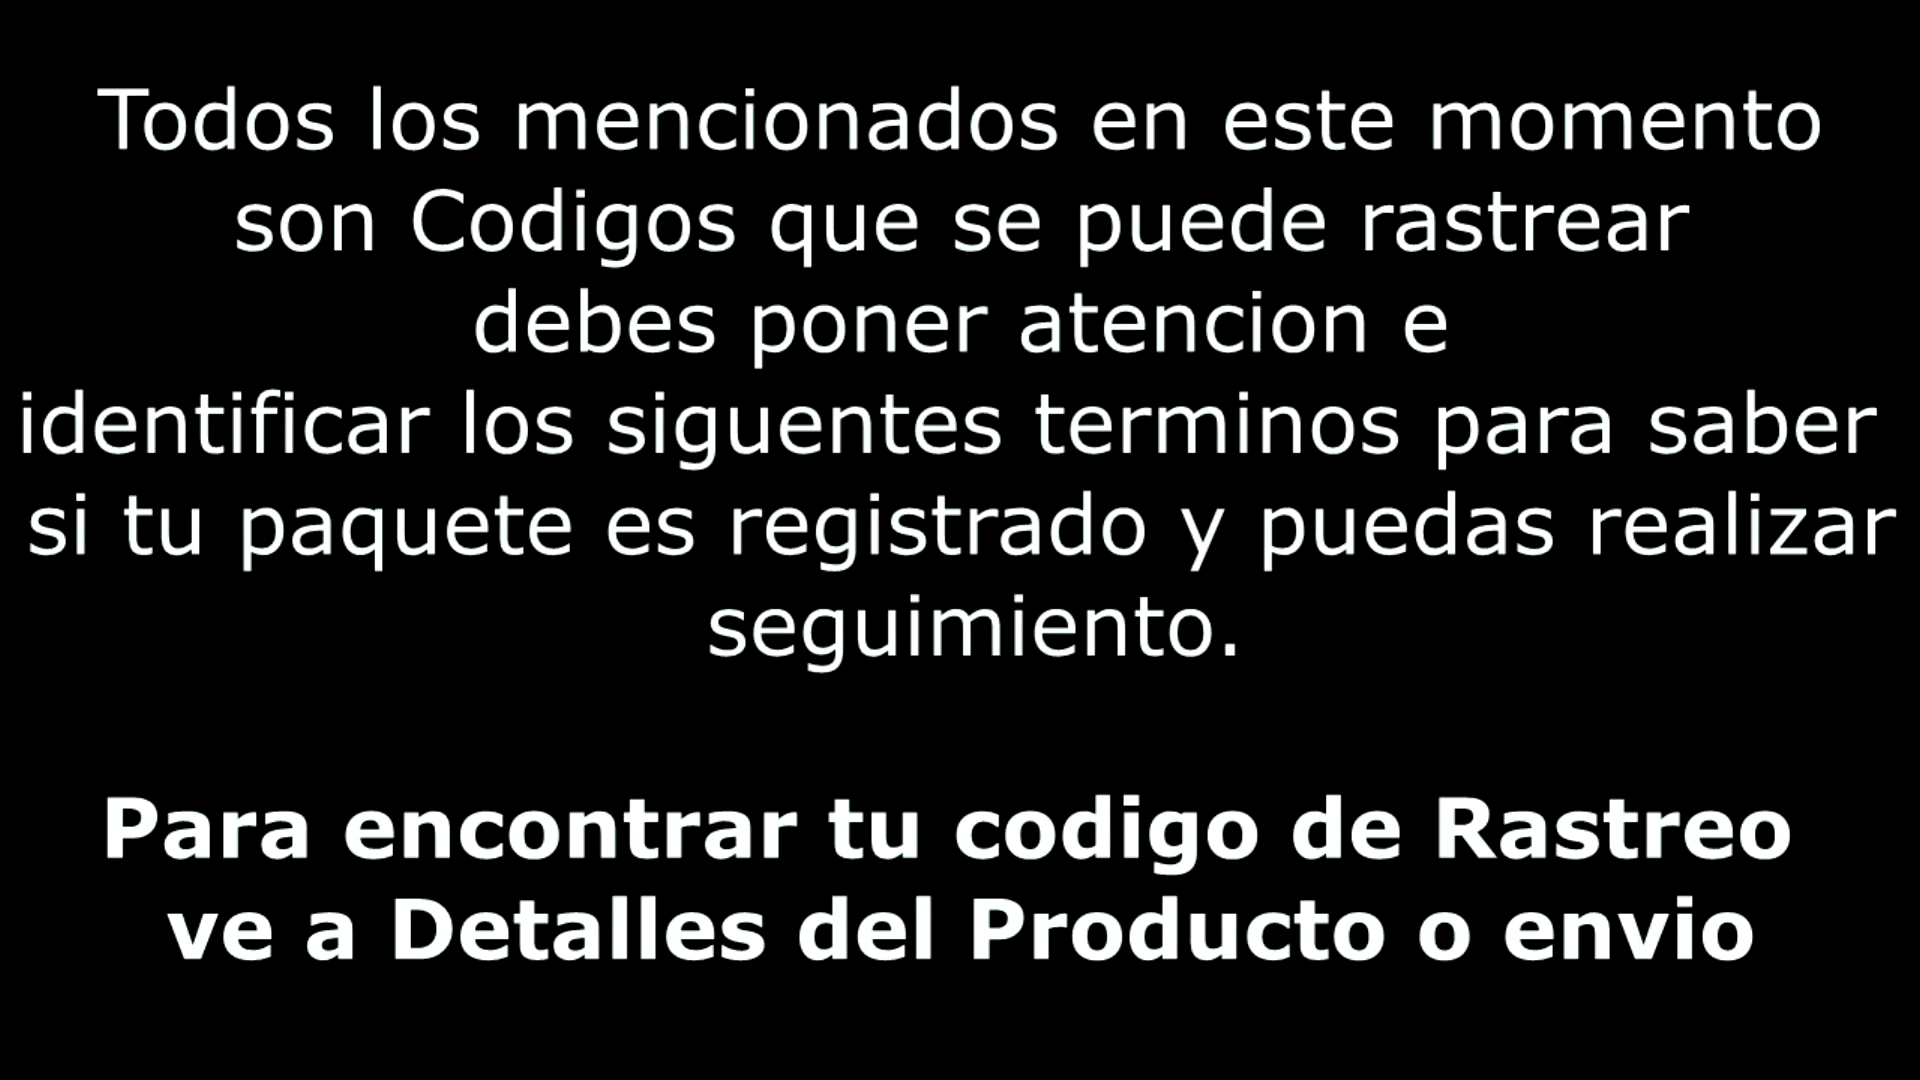 Todos los mencionados en este momento
son Codigos que se puede rastrear
debes poner atencion e
identificar los siguentes terminos para saber
si tu paquete es registrado y puedas realizar
seguimiento.
Para encontrar tu codigo de Rastreo
ve a Detalles del Producto o envio